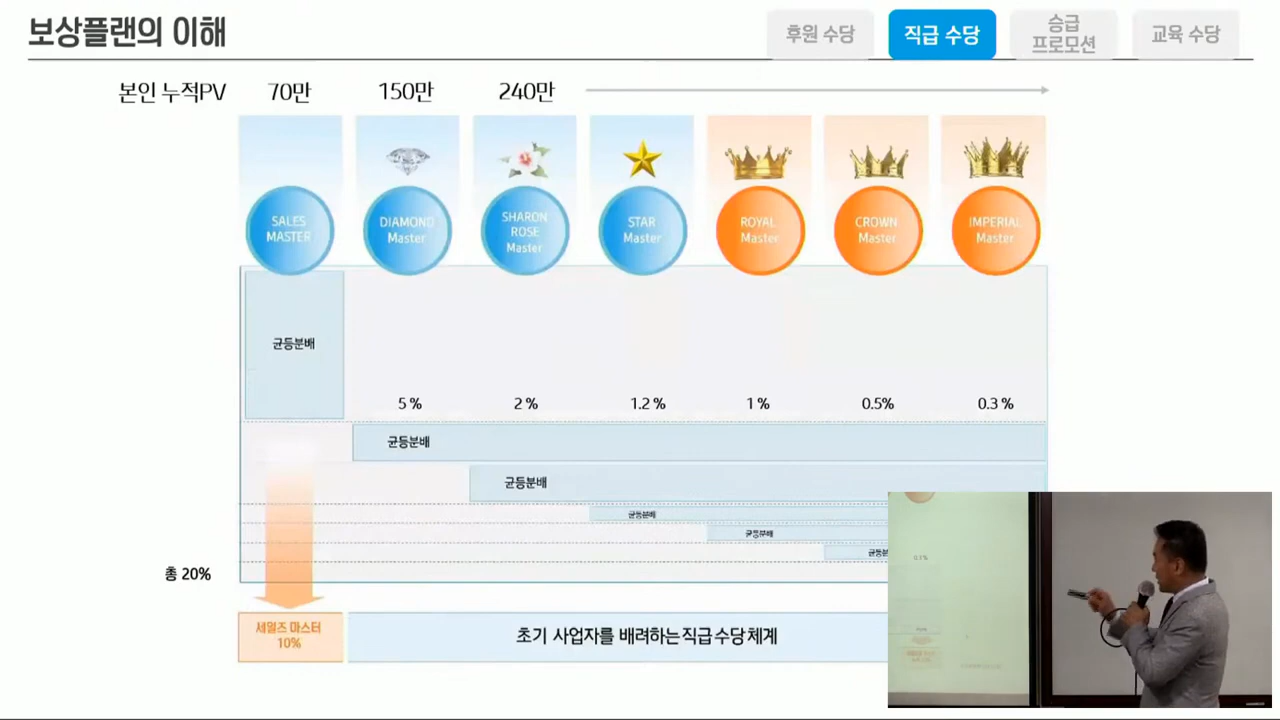 보상플랜의 이해
후원 수당
직급 수당
승급
프로모션
교육 수당
본인 누적PV
70만
150만
240만
SALES
MASTER
DIAMOND
Master
SHARON
ROSE
Master
STAR
Master
ROYAL
Master
CROWN
Master
IMPERIAL
Master
균등분배
5 %
2 %
1.2 %
1 %
0.5%
0.3 %
균등분배
균등분배
균등분배
균등분배
총 20%
세일즈 마스터
10%
초기 사업자를 배려하는 직급 수당 체계